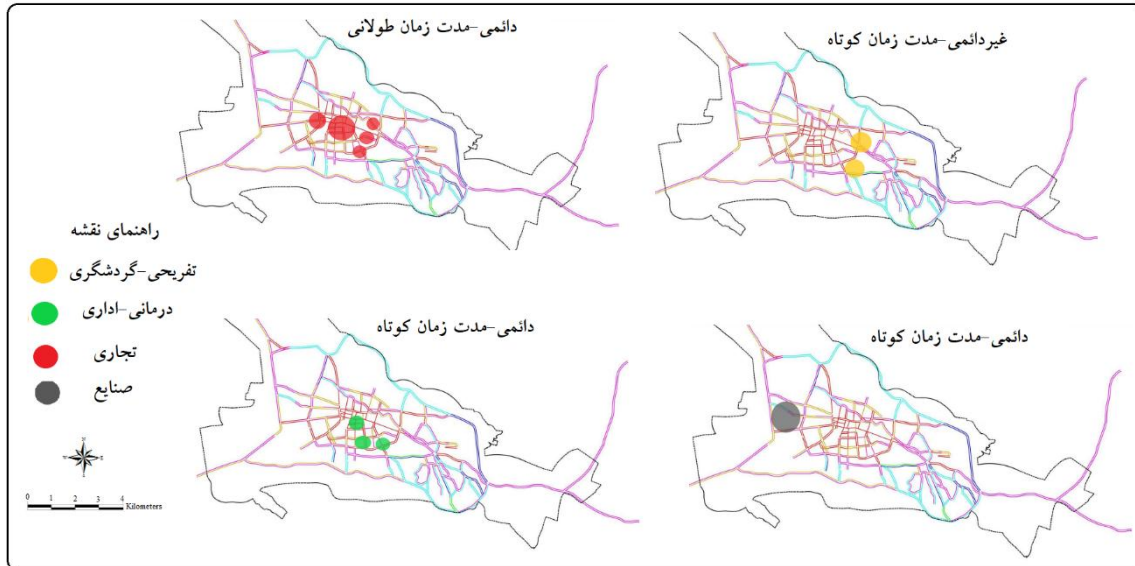 دائمی-مدت زمان طولانی
غیردائمی-مدت زمان کوتاه
راهنمای نقشه
تفریحی-گردشگری
درمانی-اداری
تجاری
صنایع
دائمی-مدت زمان کوتاه
دائمی-مدت زمان کوتاه
0 1 2 3 4
Kilometers